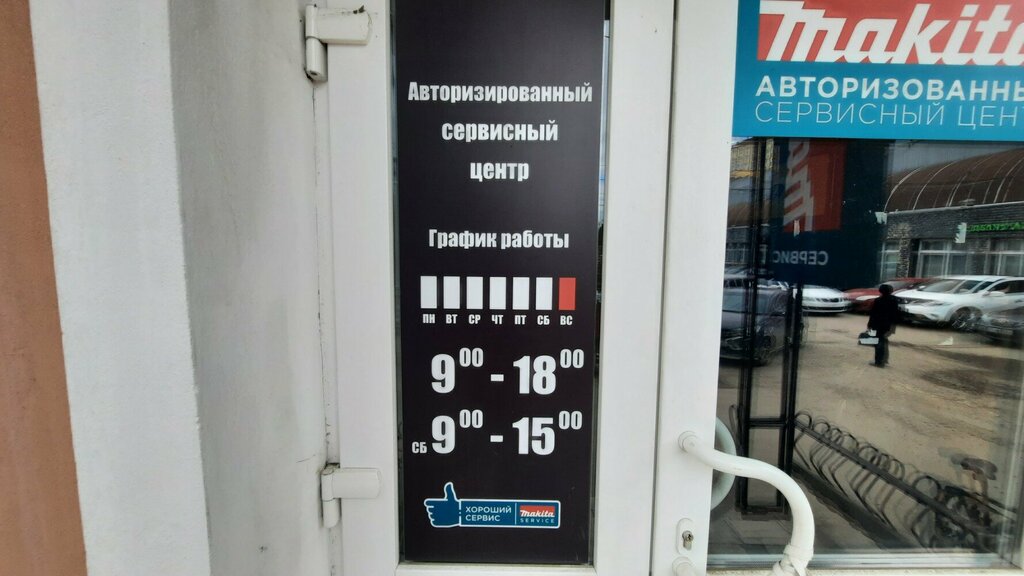 Авторизированный
сервисный
центр
График работы
ПН ВТ СР ЧТ ПТ СБ ВС
9⁰⁰ - 18⁰⁰
СБ 9⁰⁰ - 15⁰⁰
ХОРОШИЙ
СЕРВИС
makita
SERVICE
makita
АВТОРИЗОВАННЫ
СЕРВИСНЫЙ ЦЕН
СЕРВИС